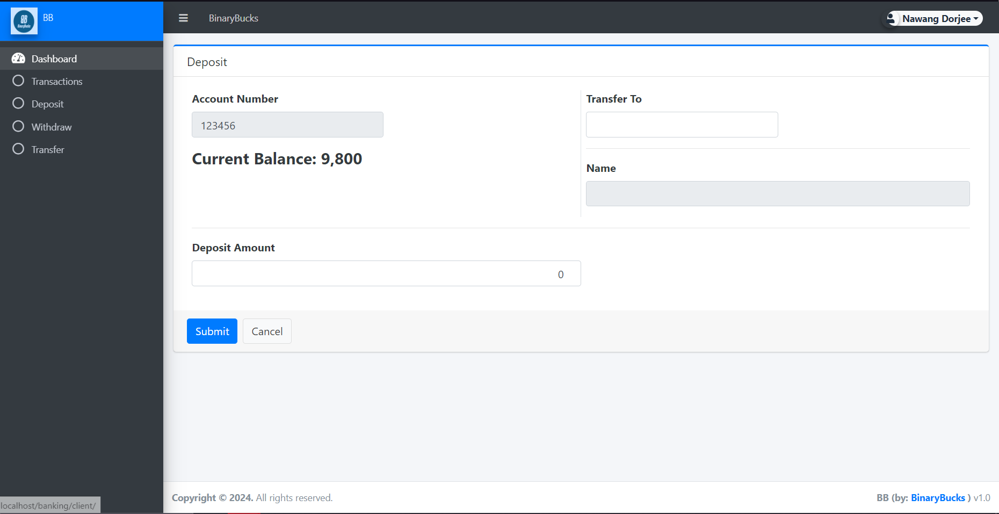 BB
BinaryBucks
Nawang Dorjee
Dashboard
Transactions
Deposit
Withdraw
Transfer
Deposit
Account Number
123456
Current Balance: 9,800
Transfer To
Name
Deposit Amount
0
Submit
Cancel
Copyright © 2024. All rights reserved.
BB (by: BinaryBucks ) v1.0
localhost/banking/client/